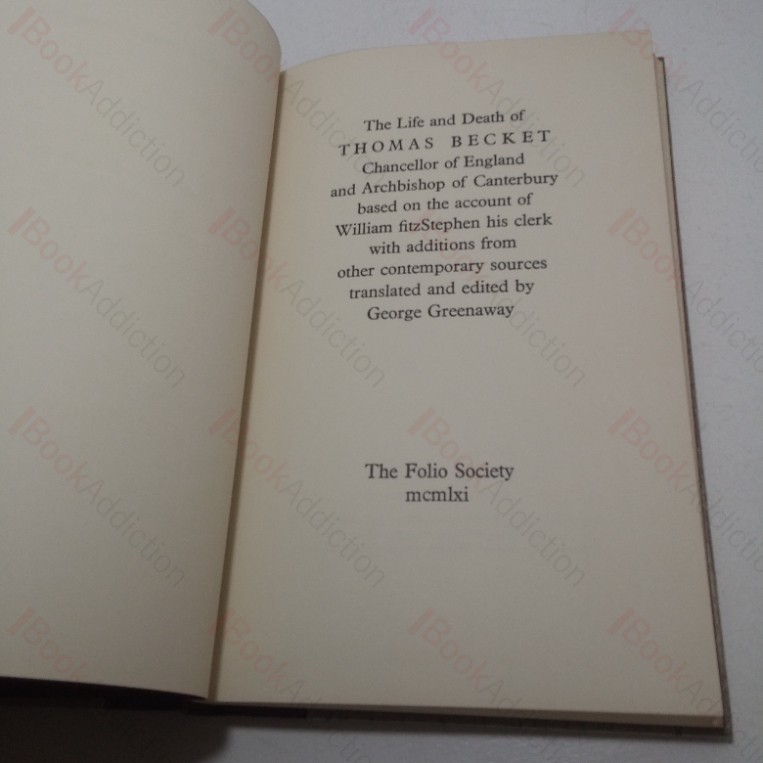 The Life and Death of
THOMAS BECKET
Chancellor of England
and Archbishop of Canterbury
based on the account of
William fitzStephen his clerk
with additions from
other contemporary sources
translated and edited by
George Greenaway
The Folio Society
mcmlxi
BookAddiction